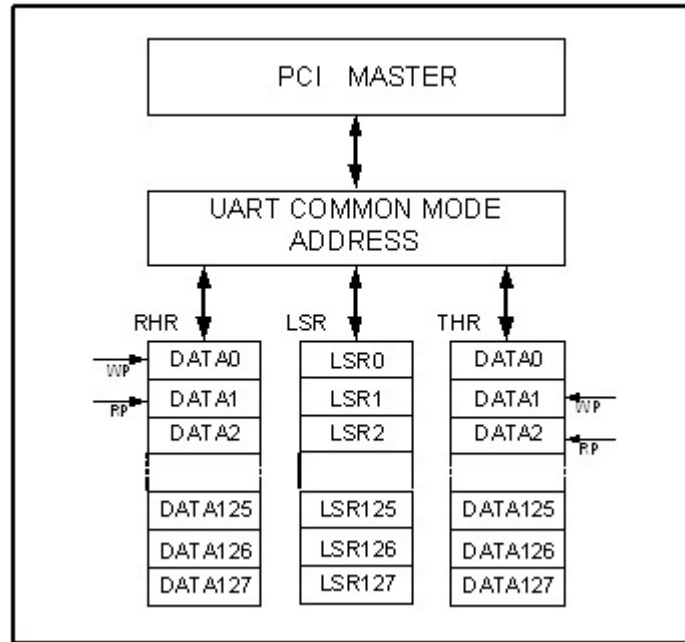 PCI MASTER
UART COMMON MODE
ADDRESS
RHR
LSR
THR
WP
RP
DATA0
DATA1
DATA2
DATA125
DATA126
DATA127
LSR0
LSR1
LSR2
LSR125
LSR126
LSR127
DATA0
DATA1
DATA2
DATA125
DATA126
DATA127
WP
RP